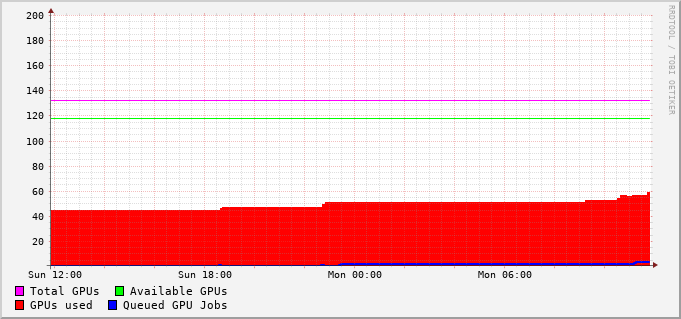 200
180
160
140
120
100
80
60
40
20
Sun 12:00 Sun 18:00 Mon 00:00 Mon 06:00
Total GPUs Available GPUs
GPUs used Queued GPU Jobs
RRDTOOL / TOBI OETIKER